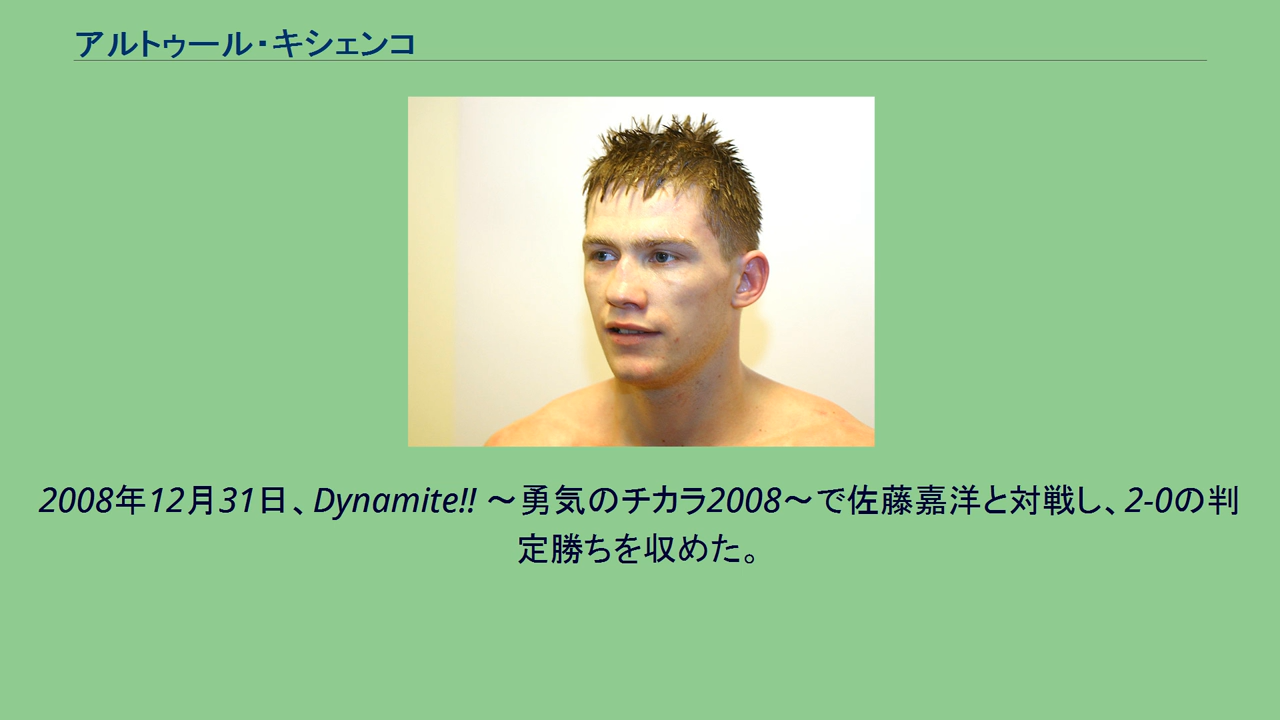 アルトゥール・キシェンコ
2008年12月31日、Dynamite!! 〜勇気のチカラ2008〜で佐藤嘉洋と対戦し、2-0の判
定勝ちを収めた。